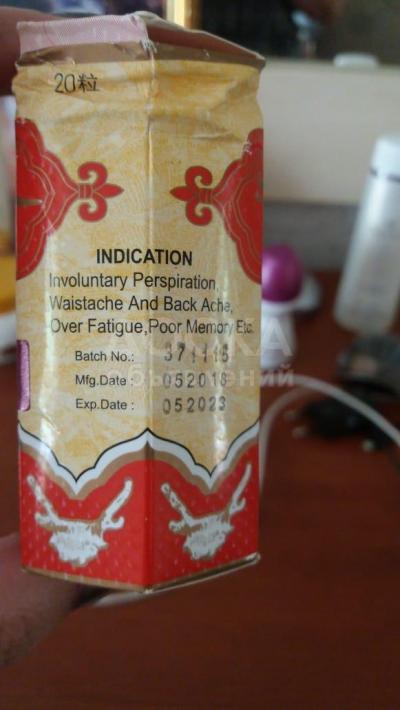 20粒
INDICATION
Involuntary Perspiration,
Waistache And Back Ache,
Over Fatigue,Poor Memory Etc.
Batch No.: 371115
Mfg.Date: 052018
Exp.Date: 052023
объявлений